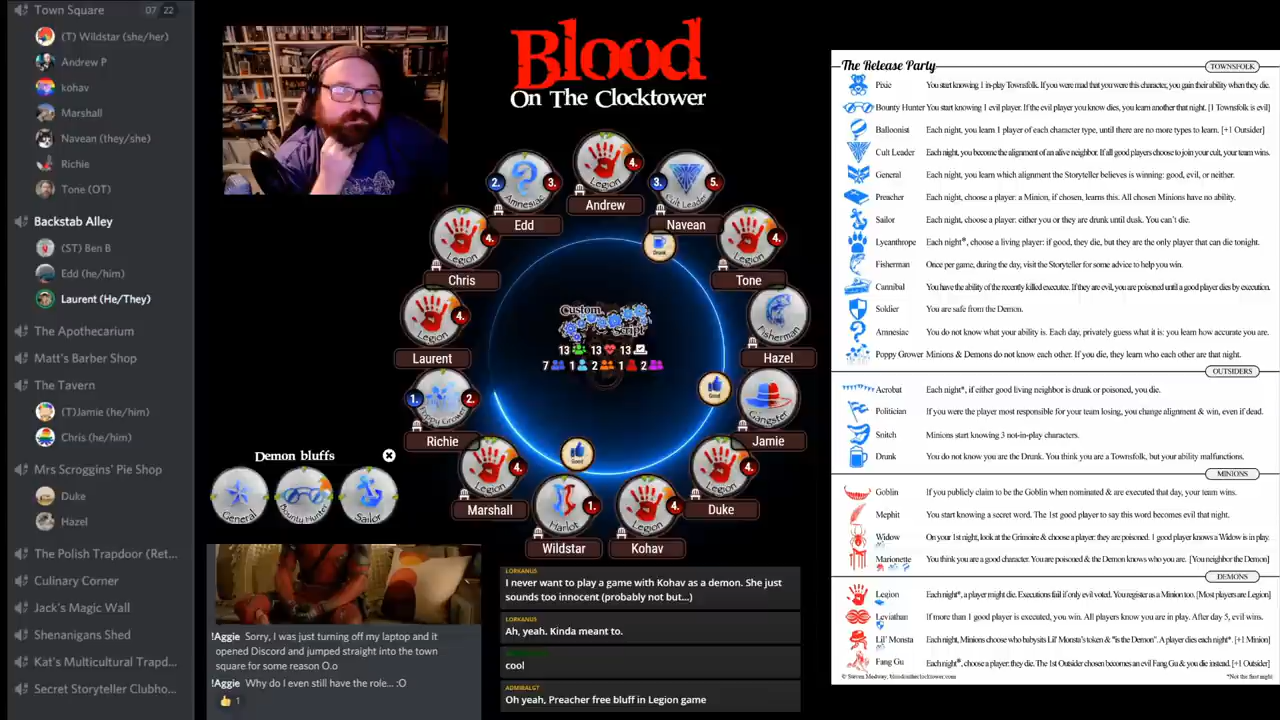 Town Square
07 22
(T) Wildstar (she/her)
Andrew P
kohav
Marshall
Navean (they/she)
Richie
Tone (OT)
Backstab Alley
(ST) Ben B
Edd (he/him)
Laurent (He/They)
The Apothecarium
Matt's Barber Shop
The Tavern
(T)Jamie (he/him)
Chris (he/him)
Mrs Scroggins' Pie Shop
Duke
Hazel
The Polish Trapdoor (Ret...
Culinary Corner
Jack's Magic Wall
Shenanigans Shed
Kat's Multicultural Trapd...
Secret Storyteller Clubho...
Blood
On The Clocktower
Legion
4.
Andrew
2.
Amnesiac
3.
Edd
3.
Cult Leader
5.
Navean
Drunk
Legion
4.
Chris
Legion
4.
Tone
Legion
4.
Laurent
Fisherman
Hazel
1.
2.
Richie
Good
Gangster
Jamie
Legion
4.
Marshall
Good
Legion
4.
Duke
Harlot
1.
Wildstar
Legion
4.
Kohav
Custom
Script
13 13 13
7 1 2 1 2
Demon bluffs
General
Bounty Hunter
Sailor
!Aggie Sorry, I was just turning off my laptop and it
opened Discord and jumped straight into the town
square for some reason O.o
!Aggie Why do I even still have the role... :O
1
LORKANUS
I never want to play a game with Kohav as a demon. She just
sounds too innocent (probably not but...)
LORKANUS
Ah, yeah. Kinda meant to.
cool
ADMIBALGT
Oh yeah, Preacher free bluff in Legion game
The Release Party
TOWNSFOLK
Pixie You start knowing 1 in-play Townsfolk. If you were mad that you were this character, you gain their ability when they die.
Bounty Hunter You start knowing 1 evil player. If the evil player you know dies, you learn another that night. [1 Townsfolk is evil]
Balloonist Each night, you learn 1 player of each character type, until there are no more types to learn. [+1 Outsider]
Cult Leader Each night, you become the alignment of an alive neighbor. If all good players choose to join your cult, your team wins.
General Each night, you learn which alignment the Storyteller believes is winning: good, evil, or neither.
Preacher Each night, choose a player: a Minion, if chosen, learns this. All chosen Minions have no ability.
Sailor Each night, choose a player: either you or they are drunk until dusk. You can't die.
Lycanthrope Each night*, choose a living player: if good, they die, but they are the only player that can die tonight.
Fisherman Once per game, during the day, visit the Storyteller for some advice to help you win.
Cannibal You have the ability of the recently killed executee. If they are evil, you are poisoned until a good player dies by execution.
Soldier You are safe from the Demon.
Amnesiac You do not know what your ability is. Each day, privately guess what it is: you learn how accurate you are.
Poppy Grower Minions & Demons do not know each other. If you die, they learn who each other are that night.
OUTSIDERS
Acrobat Each night*, if either good living neighbor is drunk or poisoned, you die.
Politician If you were the player most responsible for your team losing, you change alignment & win, even if dead.
Snitch Minions start knowing 3 not-in-play characters.
Drunk You do not know you are the Drunk. You think you are a Townsfolk, but your ability malfunctions.
MINIONS
Goblin If you publicly claim to be the Goblin when nominated & are executed that day, your team wins.
Mephit You start knowing a secret word. The 1st good player to say this word becomes evil that night.
Widow On your 1st night, look at the Grimoire & choose a player: they are poisoned. 1 good player knows a Widow is in play.
Marionette You think you are a good character. You are poisoned & the Demon knows who you are. [You neighbor the Demon]
DEMONS
Legion Each night*, a player might die. Executions fail if only evil voted. You register as a Minion too. [Most players are Legion]
Leviathan If more than 1 good player is executed, you win. All players know you are in play. After day 5, evil wins.
Lil' Monsta Each night, Minions choose who babysits Lil' Monsta's token & "is the Demon". A player dies each night*. [+1 Minion]
Fang Gu Each night*, choose a player: they die. The 1st Outsider chosen becomes an evil Fang Gu & you die instead. [+1 Outsider]
© Steven Medway, bloodontheclocktower.com
*Not the first night